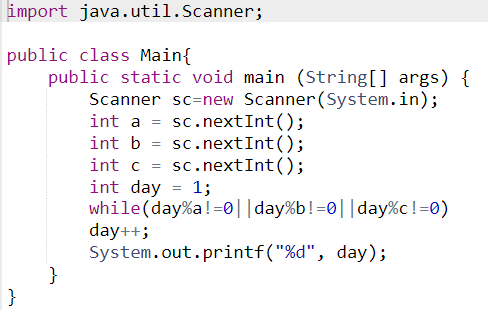 import java.util.Scanner;
public class Main{
    public static void main (String[] args) {
        Scanner sc=new Scanner(System.in);
        int a = sc.nextInt();
        int b = sc.nextInt();
        int c = sc.nextInt();
        int day = 1;
        while(day%a!=0||day%b!=0||day%c!=0)
        day++;
        System.out.printf("%d", day);
    }
}